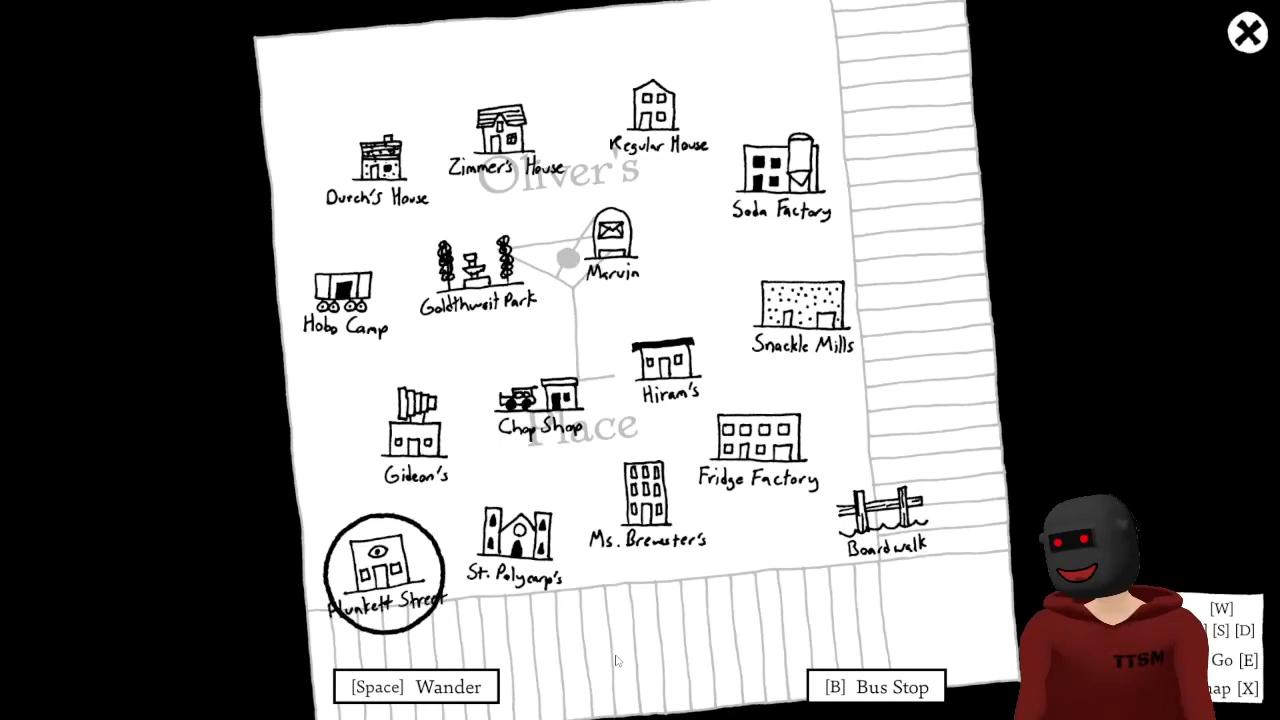 Regular House
Zimmer's House
Oliver's
Durch's House
Soda Factory
Marvin
Goldthwait Park
Hobo Camp
Snackle Mills
Hiram's
Chop Shop
Place
Gideon's
Fridge Factory
Ms. Brewster's
Boardwalk
St. Polycarp's
Plunkett Street
[W]
[S] [D]
Go [E]
[X]
TTSM
[Space] Wander
[B] Bus Stop